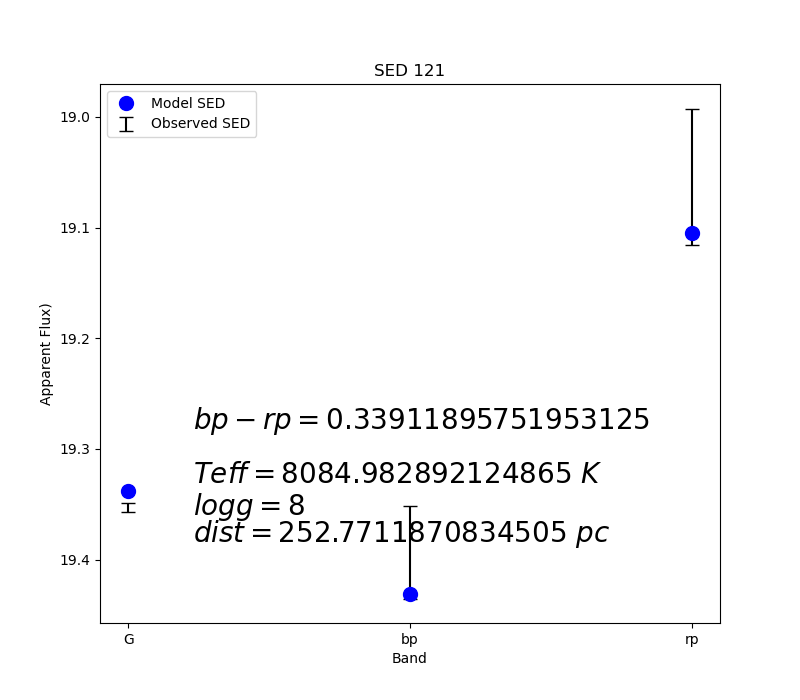 SED 121
Model SED
Observed SED
19.0
19.1
19.2
19.3
19.4
Apparent Flux)
bp − rp = 0.33911895751953125
Teff = 8084.982892124865 K
logg = 8
dist = 252.7711870834505 pc
G
bp
rp
Band